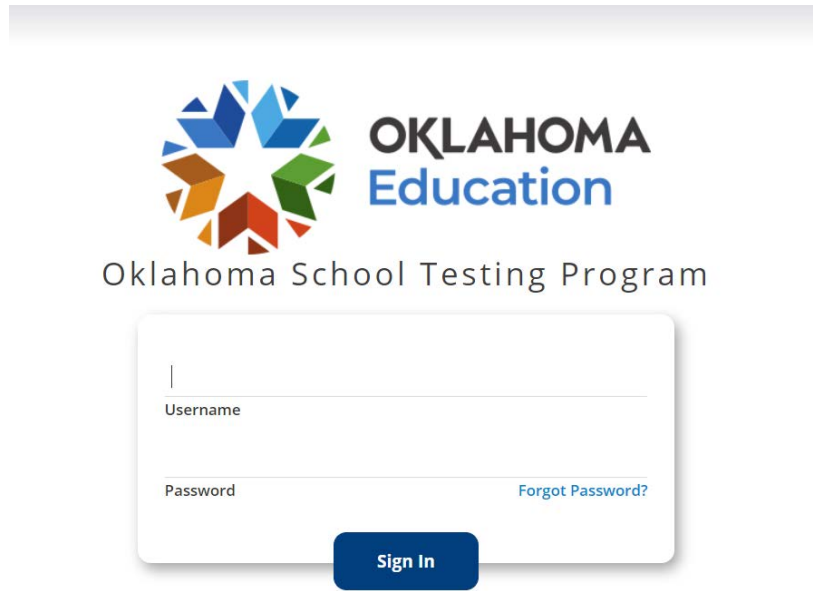 OKLAHOMA
Education
Oklahoma School Testing Program
Username
Password Forgot Password?
Sign In